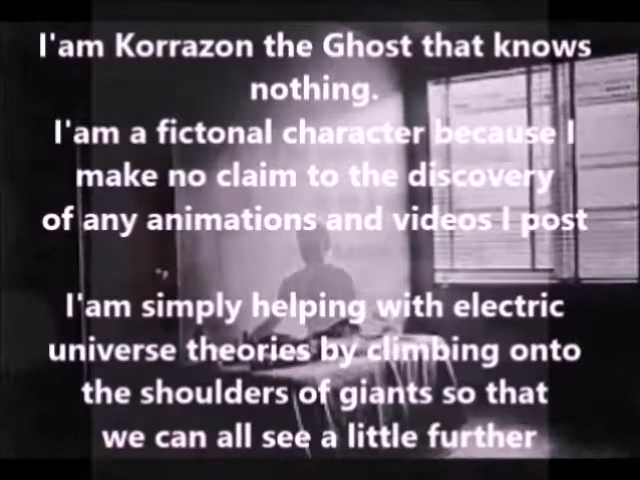 I'am Korrazon the Ghost that knows
nothing.
I'am a fictonal character because I
make no claim to the discovery
of any animations and videos I post
I'am simply helping with electric
universe theories by climbing onto
the shoulders of giants so that
we can all see a little further